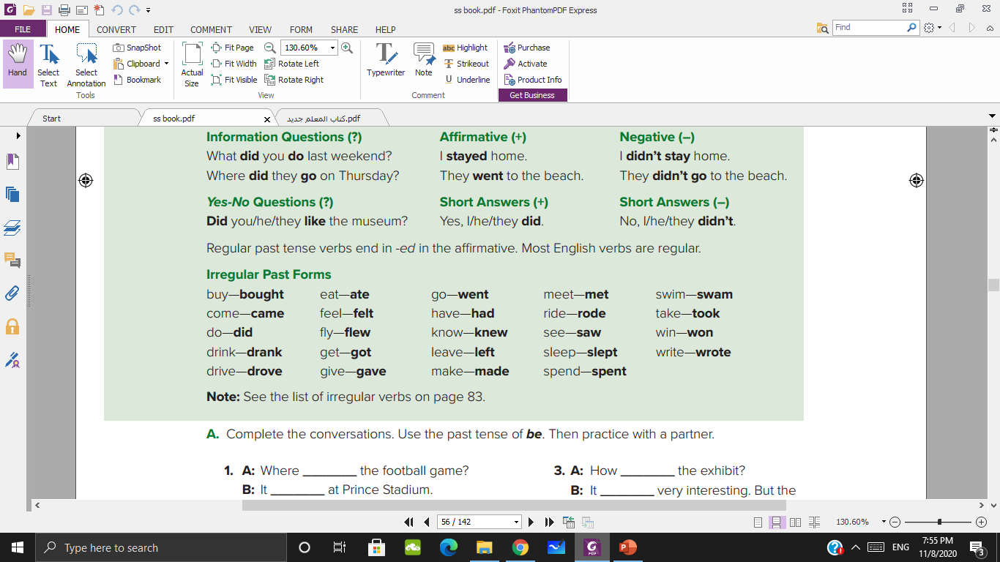 ss book.pdf - Foxit PhantomPDF Express
FILE HOME CONVERT EDIT COMMENT VIEW FORM SHARE HELP
Find
Hand
Select Text
Select Annotation
SnapShot
Clipboard
Bookmark
Tools
Actual Size
Fit Page
Fit Width
Fit Visible
130.60%
Rotate Left
Rotate Right
View
Typewriter
Note
abc Highlight
T Strikeout
U Underline
Comment
Purchase
Activate
Product Info
Get Business
Start
ss book.pdf
كتاب المعلم جديد.pdf
Information Questions (?) Affirmative (+) Negative (–)
What did you do last weekend? I stayed home. I didn’t stay home.
Where did they go on Thursday? They went to the beach. They didn’t go to the beach.
Yes-No Questions (?) Short Answers (+) Short Answers (–)
Did you/he/they like the museum? Yes, I/he/they did. No, I/he/they didn’t.
Regular past tense verbs end in -ed in the affirmative. Most English verbs are regular.
Irregular Past Forms
buy—bought eat—ate go—went meet—met swim—swam
come—came feel—felt have—had ride—rode take—took
do—did fly—flew know—knew see—saw win—won
drink—drank get—got leave—left sleep—slept write—wrote
drive—drove give—gave make—made spend—spent
Note: See the list of irregular verbs on page 83.
A. Complete the conversations. Use the past tense of be. Then practice with a partner.
1. A: Where _______ the football game?
B: It _______ at Prince Stadium.
3. A: How _______ the exhibit?
B: It _______ very interesting. But the
56 / 142
130.60%
Type here to search
ENG
7:55 PM
11/8/2020
3